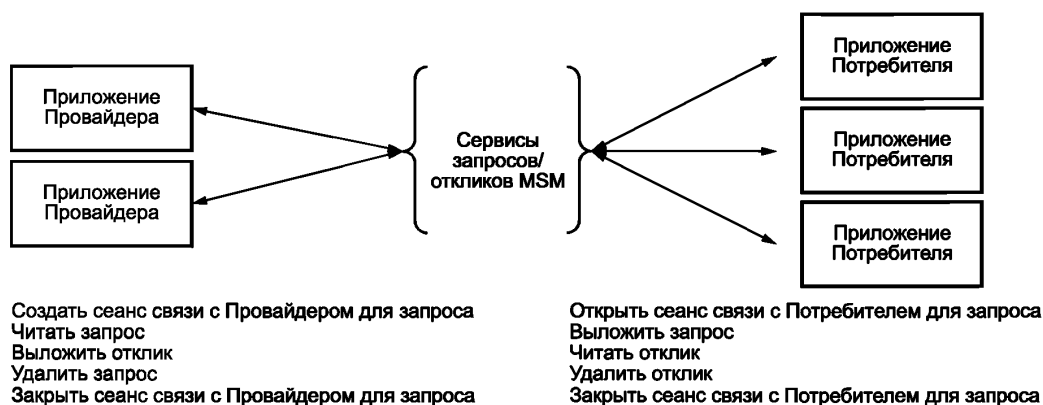 Приложение
Провайдера
Приложение
Провайдера
Сервисы
запросов/
откликов MSM
Приложение
Потребителя
Приложение
Потребителя
Приложение
Потребителя
Создать сеанс связи с Провайдером для запроса
Читать запрос
Выложить отклик
Удалить запрос
Закрыть сеанс связи с Провайдером для запроса
Открыть сеанс связи с Потребителем для запроса
Выложить запрос
Читать отклик
Удалить отклик
Закрыть сеанс связи с Потребителем для запроса